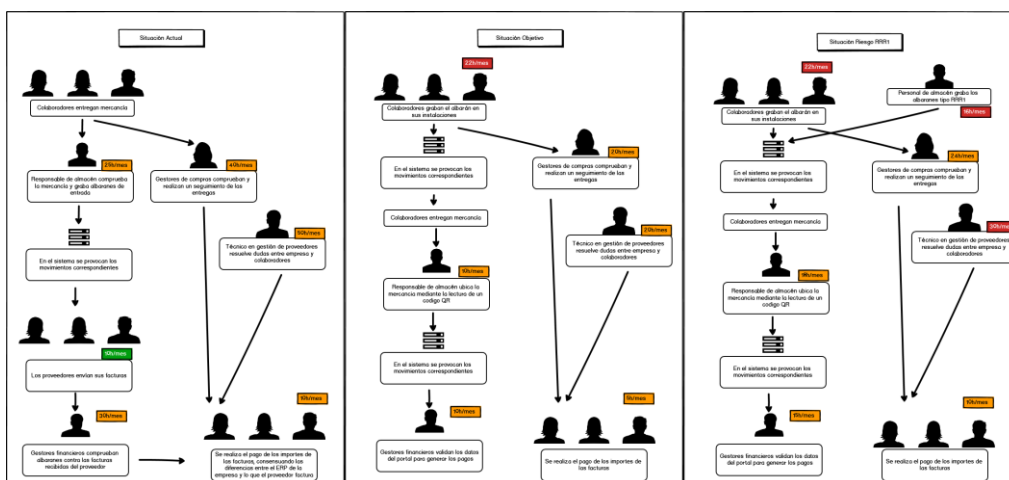 Situación Actual
Colaboradores entregan mercancía
25h/mes
40h/mes
Responsable de almacén comprueba
la mercancía y graba albaranes de
entrada
Gestores de compras comprueban y
realizan un seguimiento de las
entregas
50h/mes
Técnico en gestión de proveedores
resuelve dudas entre empresa y
colaboradores
En el sistema se provocan los
movimientos correspondientes
10h/mes
Los proveedores envían sus facturas
30h/mes
Gestores financieros comprueban
albaranes contra las facturas
recibidas del proveedor
Se realiza el pago de los importes de
las facturas, consensuando las
diferencias entre el ERP de la
empresa y lo que el proveedor factura
Situación Objetivo
22h/mes
Colaboradores graban el albarán en
sus instalaciones
20h/mes
En el sistema se provocan los
movimientos correspondientes
Gestores de compras comprueban y
realizan un seguimiento de las
entregas
Colaboradores entregan mercancía
20h/mes
Técnico en gestión de proveedores
resuelve dudas entre empresa y
colaboradores
Responsable de almacén ubica la
mercancía mediante la lectura de un
codigo QR
En el sistema se provocan los
movimientos correspondientes
Gestores financieros validan los datos
del portal para generar los pagos
Se realiza el pago de los importes de
las facturas
Situación Riesgo RRR1
22h/mes
Colaboradores graban el albarán en
sus instalaciones
Personal de almacén graba los
albaranes tipo RRR1
En el sistema se provocan los
movimientos correspondientes
24h/mes
Gestores de compras comprueban y
realizan un seguimiento de las
entregas
Colaboradores entregan mercancía
30h/mes
Técnico en gestión de proveedores
resuelve dudas entre empresa y
colaboradores
Responsable de almacén ubica la
mercancía mediante la lectura de un
codigo QR
En el sistema se provocan los
movimientos correspondientes
Gestores financieros validan los datos
del portal para generar los pagos
10h/mes
Se realiza el pago de los importes de
las facturas